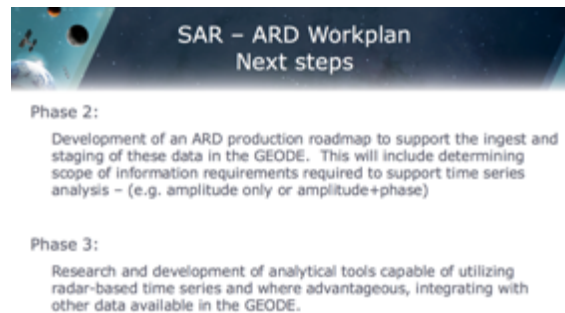 SAR – ARD Workplan
Next steps
Phase 2:
Development of an ARD production roadmap to support the ingest and
staging of these data in the GEODE. This will include determining
scope of information requirements required to support time series
analysis – (e.g. amplitude only or amplitude+phase)
Phase 3:
Research and development of analytical tools capable of utilizing
radar-based time series and where advantageous, integrating with
other data available in the GEODE.